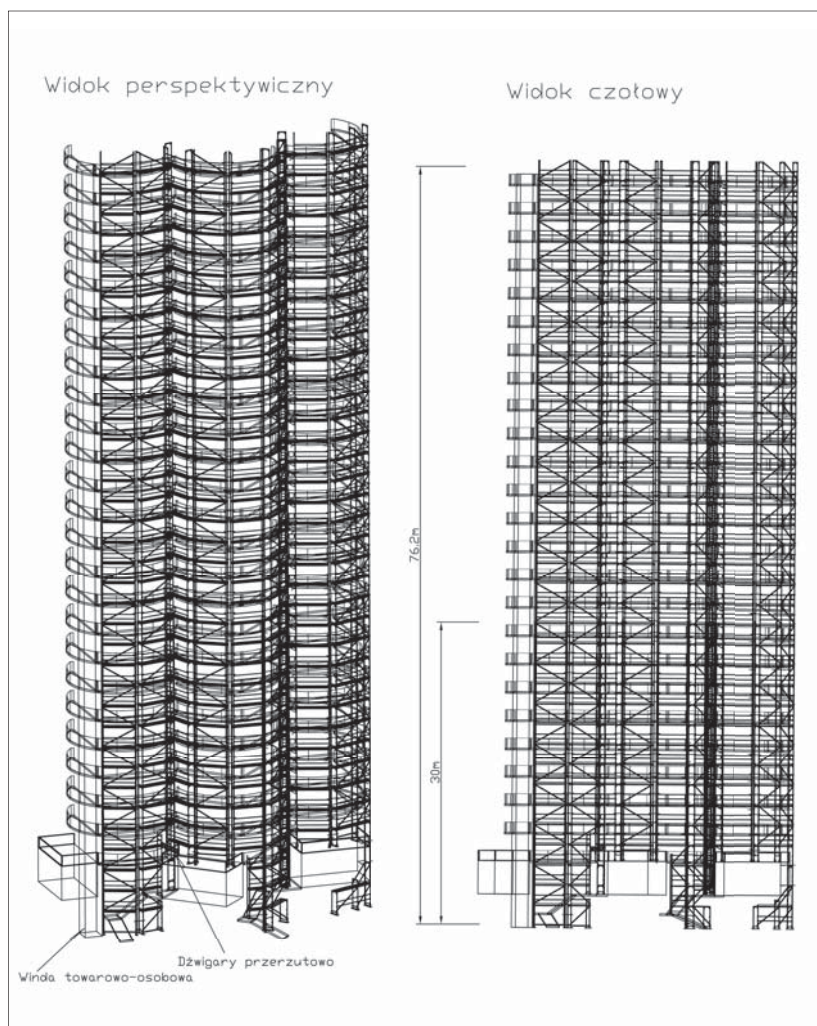 Widok perspektywiczny
Widok czołowy
76.2m
30m
Dźwigary przerzutowo
Winda towarowo-osobowa